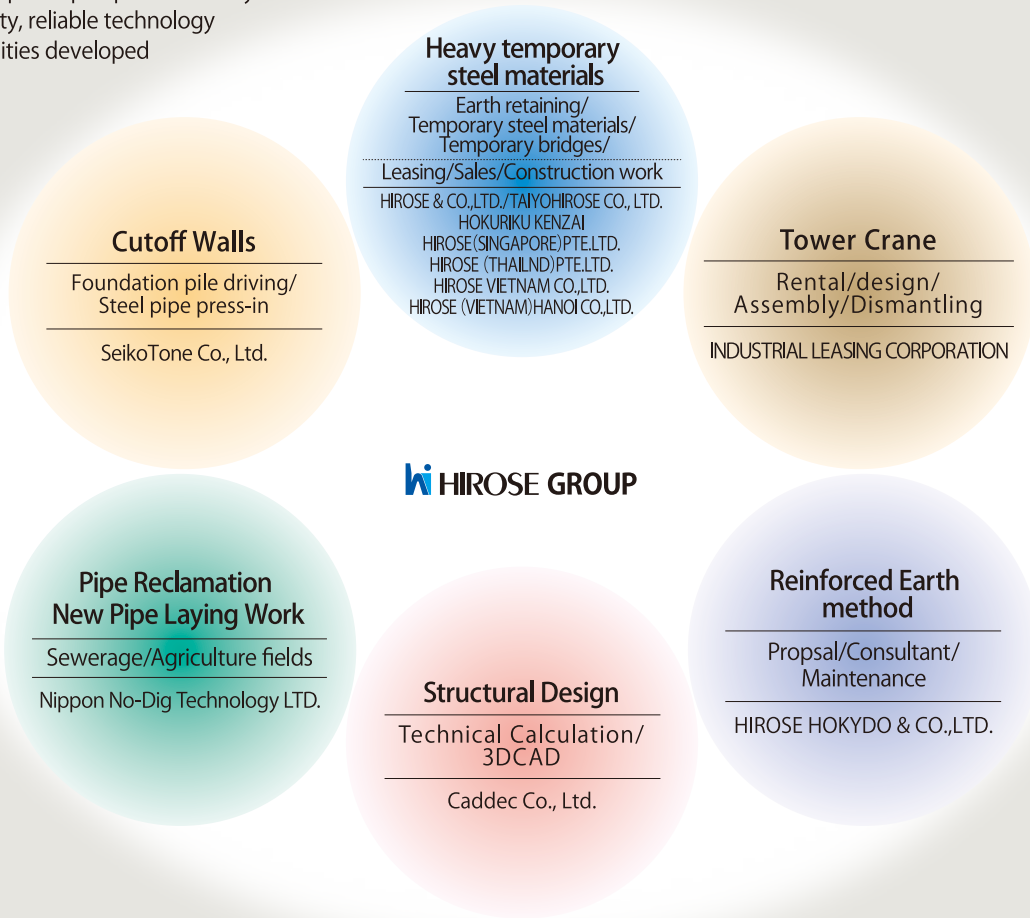 ty, reliable technology
ities developed
Heavy temporary
steel materials
Earth retaining/
Temporary steel materials/
Temporary bridges/
Leasing/Sales/Construction work
HIROSE & CO.,LTD./TAIYOHIROSE CO., LTD.
HOKURIKU KENZAI
HIROSE(SINGAPORE)PTE.LTD.
HIROSE (THAILND)PTE.LTD.
HIROSE VIETNAM CO.,LTD.
HIROSE (VIETNAM)HANOI CO.,LTD.
Cutoff Walls
Foundation pile driving/
Steel pipe press-in
SeikoTone Co., Ltd.
Tower Crane
Rental/design/
Assembly/Dismantling
INDUSTRIAL LEASING CORPORATION
hi HIROSE GROUP
Pipe Reclamation
New Pipe Laying Work
Sewerage/Agriculture fields
Nippon No-Dig Technology LTD.
Structural Design
Technical Calculation/
3DCAD
Caddec Co., Ltd.
Reinforced Earth
method
Propsal/Consultant/
Maintenance
HIROSE HOKYDO & CO.,LTD.